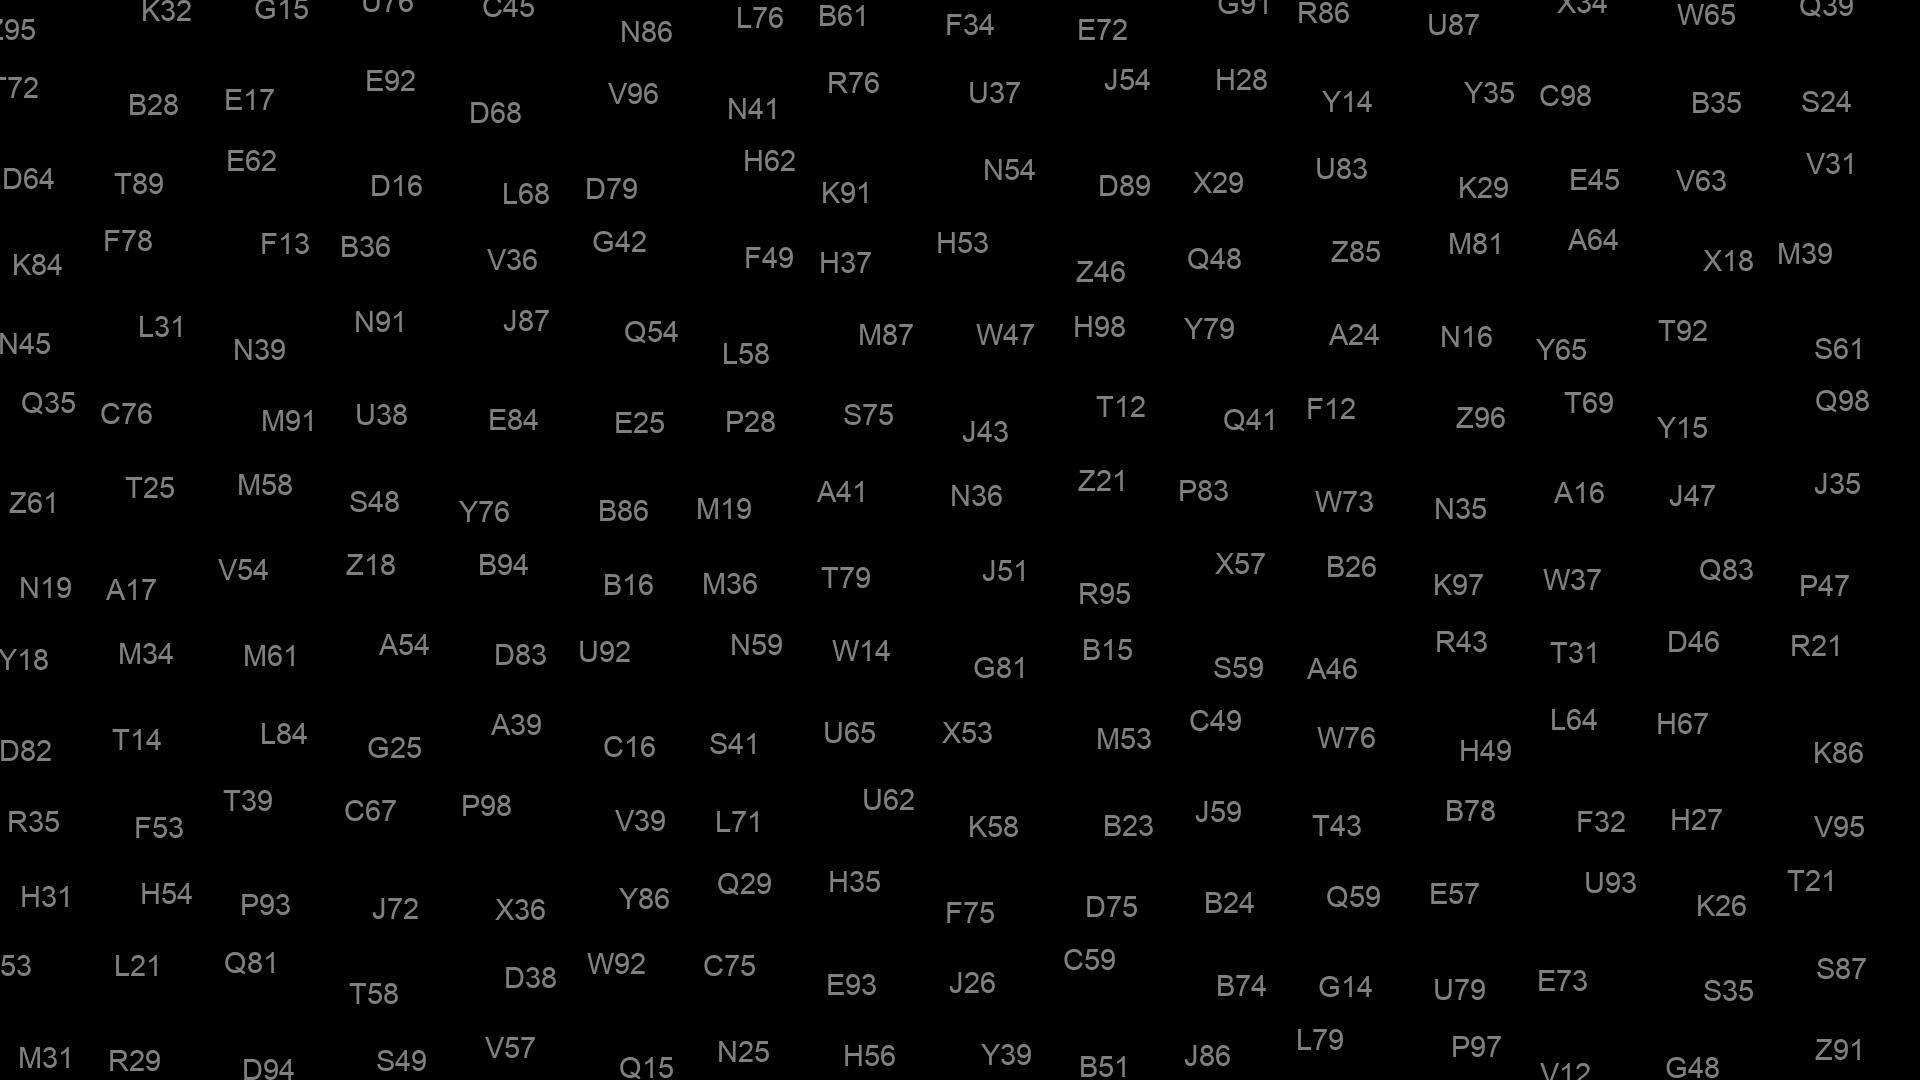 Z95 K32 G15 U76 C45 N86 L76 B61 F34 E72 G91 R86 U87 X34 W65 Q39
T72 B28 E17 E92 D68 V96 N41 R76 U37 J54 H28 Y14 Y35 C98 B35 S24
D64 T89 E62 D16 L68 D79 H62 K91 N54 D89 X29 U83 K29 E45 V63 V31
K84 F78 F13 B36 V36 G42 F49 H37 H53 Z46 Q48 Z85 M81 A64 X18 M39
N45 L31 N39 N91 J87 Q54 L58 M87 W47 H98 Y79 A24 N16 Y65 T92 S61
Q35 C76 M91 U38 E84 E25 P28 S75 J43 T12 Q41 F12 Z96 T69 Y15 Q98
Z61 T25 M58 S48 Y76 B86 M19 A41 N36 Z21 P83 W73 N35 A16 J47 J35
N19 A17 V54 Z18 B94 B16 M36 T79 J51 R95 X57 B26 K97 W37 Q83 P47
Y18 M34 M61 A54 D83 U92 N59 W14 G81 B15 S59 A46 R43 T31 D46 R21
D82 T14 L84 G25 A39 C16 S41 U65 X53 M53 C49 W76 H49 L64 H67 K86
R35 F53 T39 C67 P98 V39 L71 U62 K58 B23 J59 T43 B78 F32 H27 V95
H31 H54 P93 J72 X36 Y86 Q29 H35 F75 D75 B24 Q59 E57 U93 K26 T21
53 L21 Q81 T58 D38 W92 C75 E93 J26 C59 B74 G14 U79 E73 S35 S87
M31 R29 D94 S49 V57 Q15 N25 H56 Y39 B51 J86 L79 P97 V12 G48 Z91